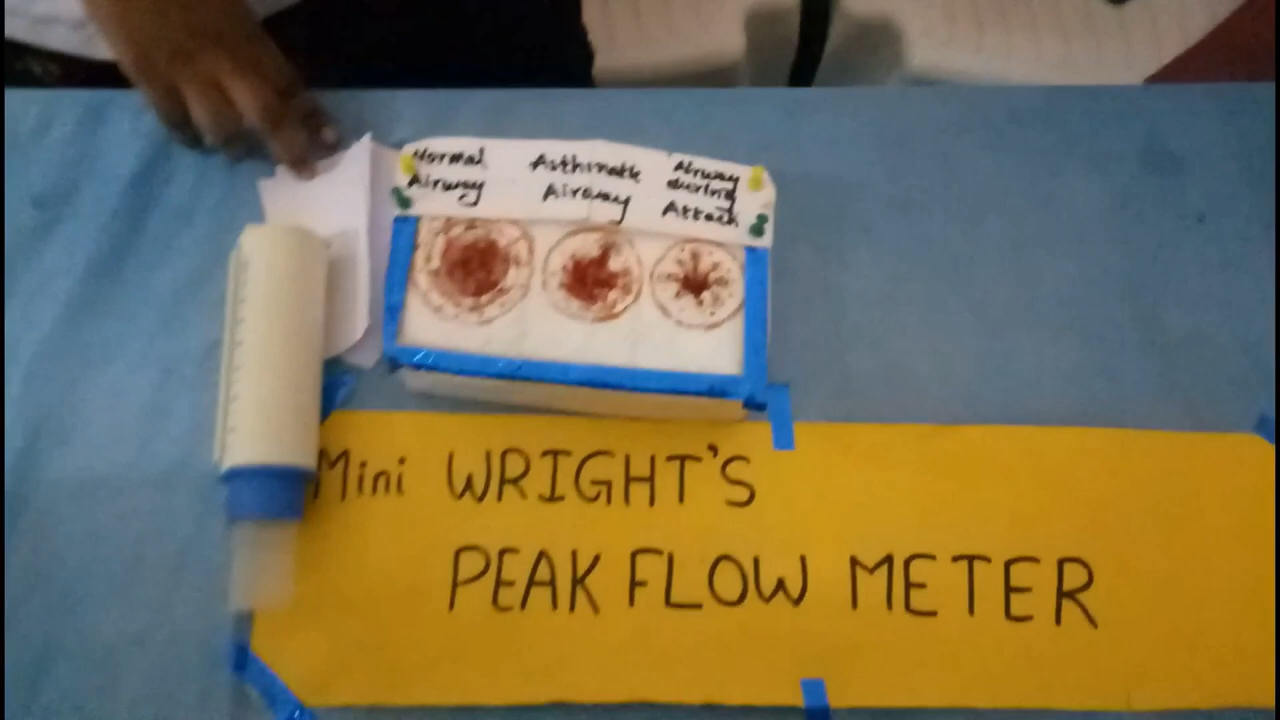 Normal
Airway
Asthmatic
Airway
Airway
during
Attack
Mini WRIGHT'S
PEAK FLOW METER